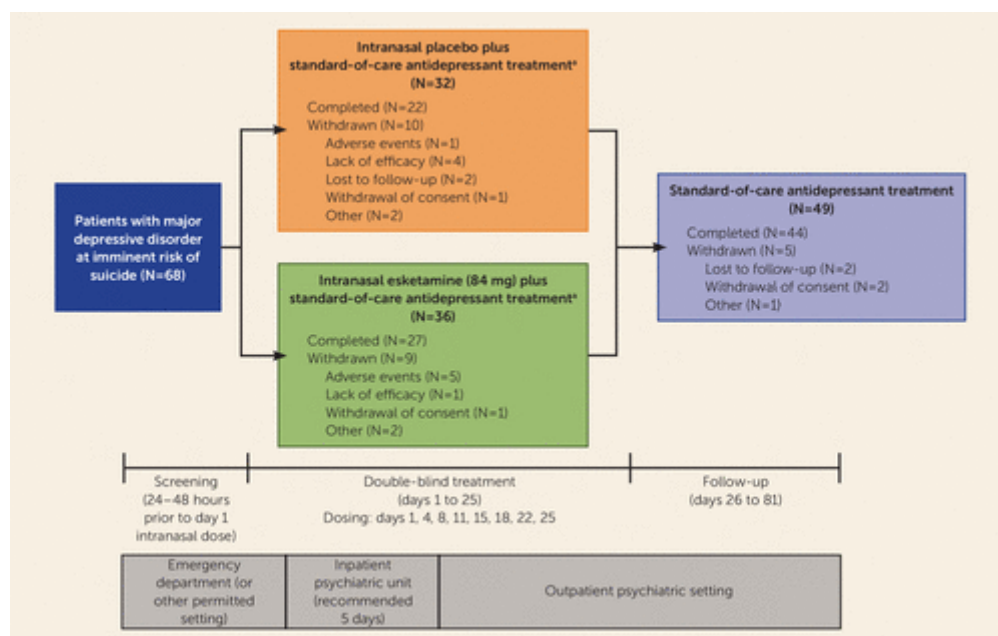 Patients with major
depressive disorder
at imminent risk of
suicide (N=68)
Intranasal placebo plus
standard-of-care antidepressant treatment*
(N=32)
Completed (N=22)
Withdrawn (N=10)
Adverse events (N=1)
Lack of efficacy (N=4)
Lost to follow-up (N=2)
Withdrawal of consent (N=1)
Other (N=2)
Intranasal esketamine (84 mg) plus
standard-of-care antidepressant treatment*
(N=36)
Completed (N=27)
Withdrawn (N=9)
Adverse events (N=5)
Lack of efficacy (N=1)
Withdrawal of consent (N=1)
Other (N=2)
Standard-of-care antidepressant treatment
(N=49)
Completed (N=44)
Withdrawn (N=5)
Lost to follow-up (N=2)
Withdrawal of consent (N=2)
Other (N=1)
Screening
(24–48 hours
prior to day 1
intranasal dose)
Double-blind treatment
(days 1 to 25)
Dosing: days 1, 4, 8, 11, 15, 18, 22, 25
Follow-up
(days 26 to 81)
Emergency
department (or
other permitted
setting)
Inpatient
psychiatric unit
(recommended
5 days)
Outpatient psychiatric setting